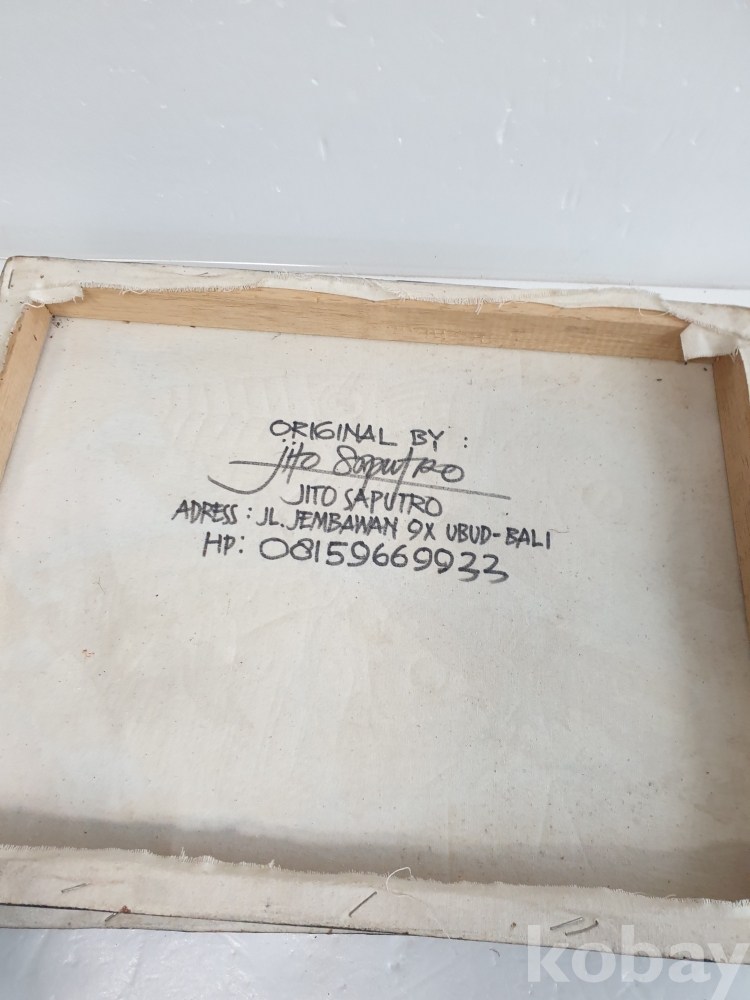 ORIGINAL BY :
jito Saputro
JITO SAPUTRO
ADRESS : JL. JEMBAWAN 9X UBUD-BALI
HP: 08159669933
kobay